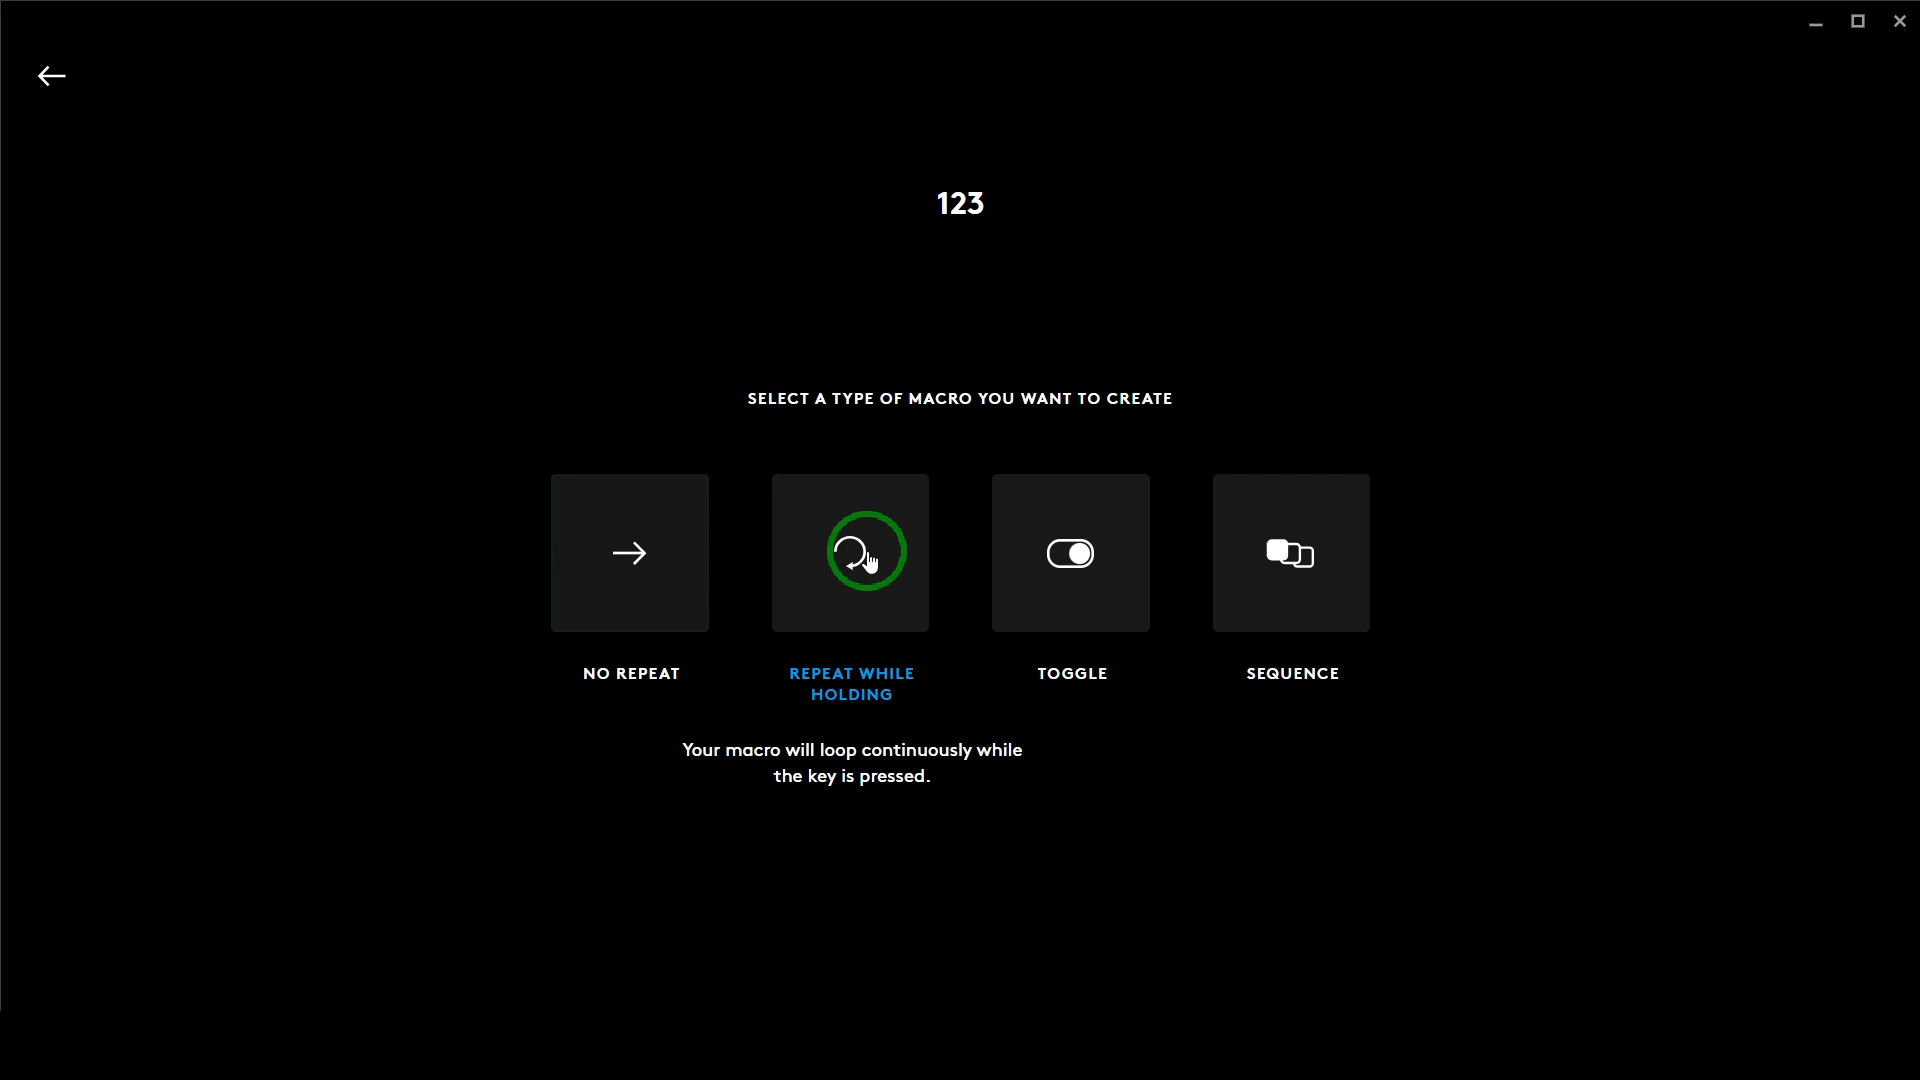 123
SELECT A TYPE OF MACRO YOU WANT TO CREATE
NO REPEAT
REPEAT WHILE
HOLDING
TOGGLE
SEQUENCE
Your macro will loop continuously while
the key is pressed.